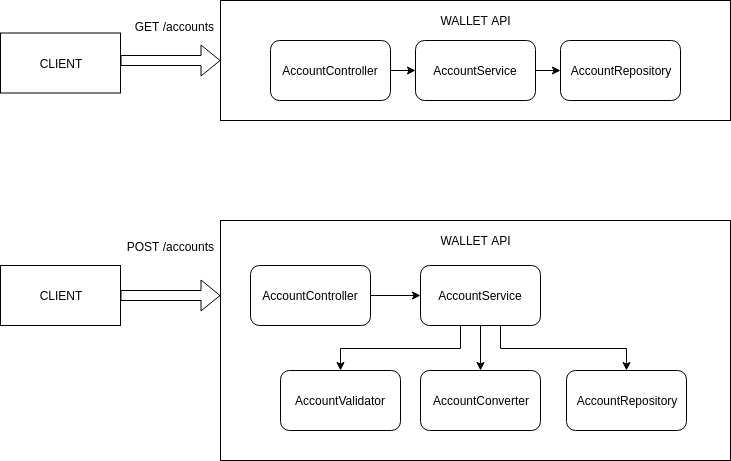 GET /accounts
WALLET API
CLIENT
AccountController
AccountService
AccountRepository
POST /accounts
WALLET API
CLIENT
AccountController
AccountService
AccountValidator
AccountConverter
AccountRepository